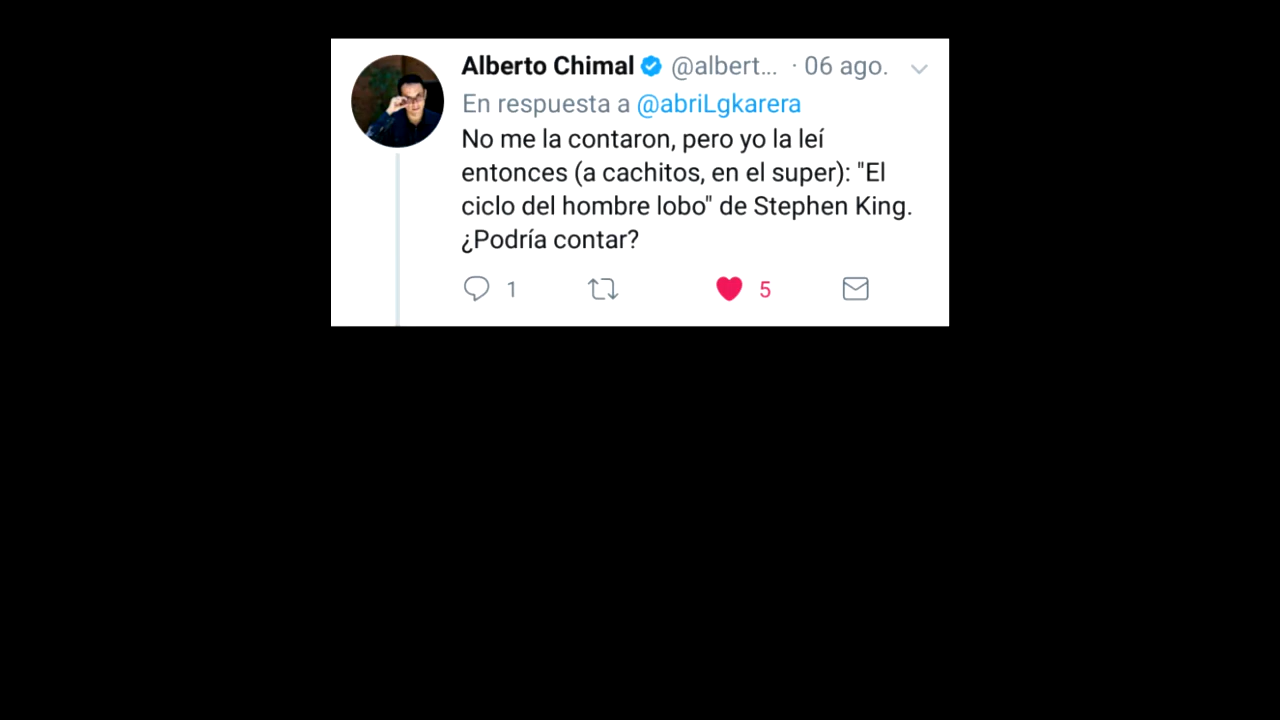 Alberto Chimal @albert... · 06 ago.
En respuesta a @abriLgkarera
No me la contaron, pero yo la leí
entonces (a cachitos, en el super): "El
ciclo del hombre lobo" de Stephen King.
¿Podría contar?
1 5